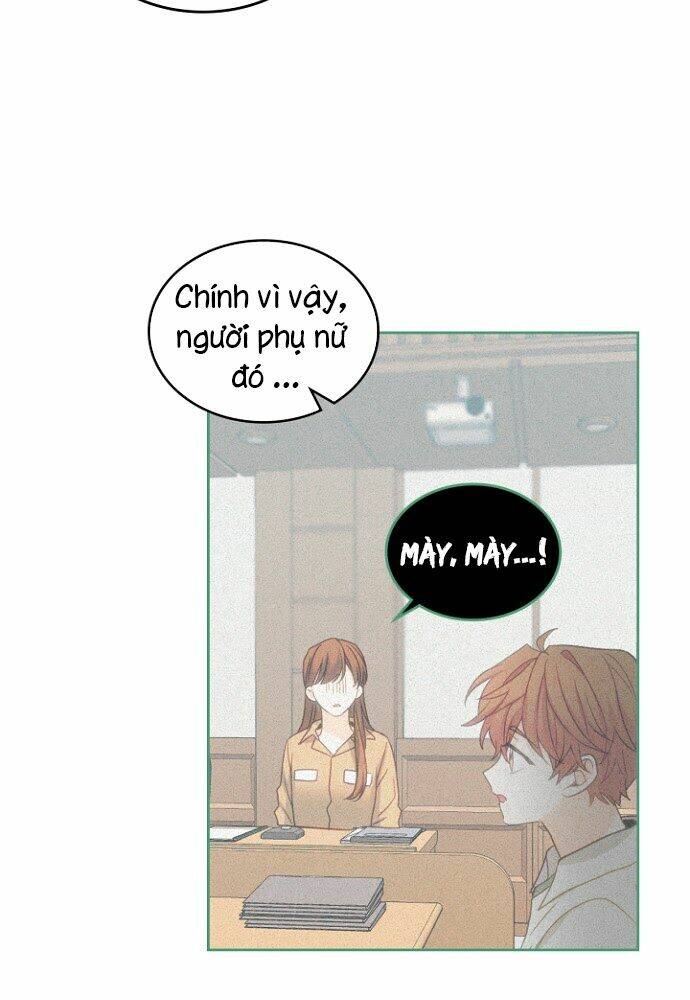 Chính vì vậy,
người phụ nữ
đó ...
MÀY, MÀY...!